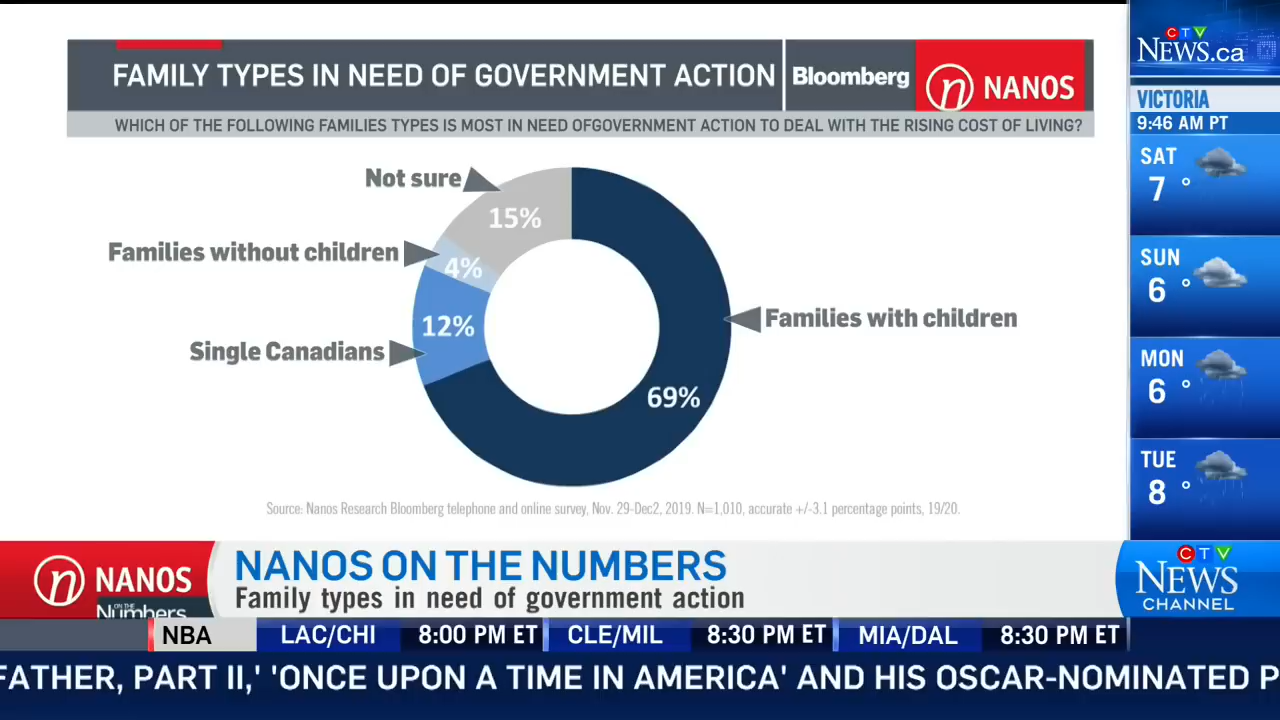 FAMILY TYPES IN NEED OF GOVERNMENT ACTION
Bloomberg
n NANOS
WHICH OF THE FOLLOWING FAMILIES TYPES IS MOST IN NEED OFGOVERNMENT ACTION TO DEAL WITH THE RISING COST OF LIVING?
Not sure
15%
Families without children
4%
12%
Single Canadians
Families with children
69%
Source: Nanos Research Bloomberg telephone and online survey, Nov. 29-Dec2, 2019. N=1,010, accurate +/-3.1 percentage points, 19/20.
CTV
NEWS.ca
VICTORIA
9:46 AM PT
SAT
7 °
SUN
6 °
MON
6 °
TUE
8 °
n NANOS
ON THE
Numbers
NANOS ON THE NUMBERS
Family types in need of government action
CTV
NEWS
CHANNEL
NBA LAC/CHI 8:00 PM ET CLE/MIL 8:30 PM ET MIA/DAL 8:30 PM ET
FATHER, PART II,' 'ONCE UPON A TIME IN AMERICA' AND HIS OSCAR-NOMINATED P